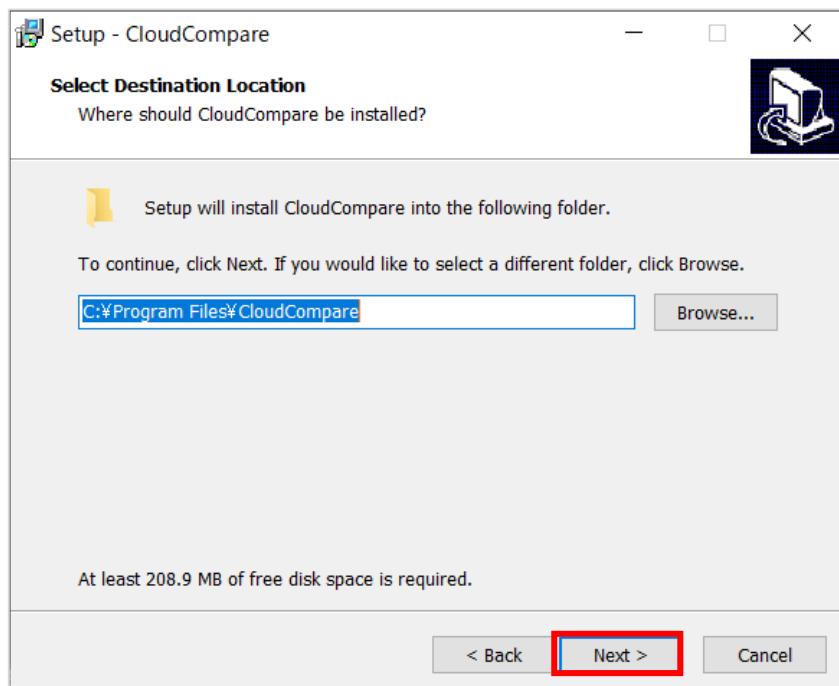 Setup - CloudCompare
Select Destination Location
Where should CloudCompare be installed?
Setup will install CloudCompare into the following folder.
To continue, click Next. If you would like to select a different folder, click Browse.
C:¥Program Files¥CloudCompare
Browse...
At least 208.9 MB of free disk space is required.
< Back
Next >
Cancel